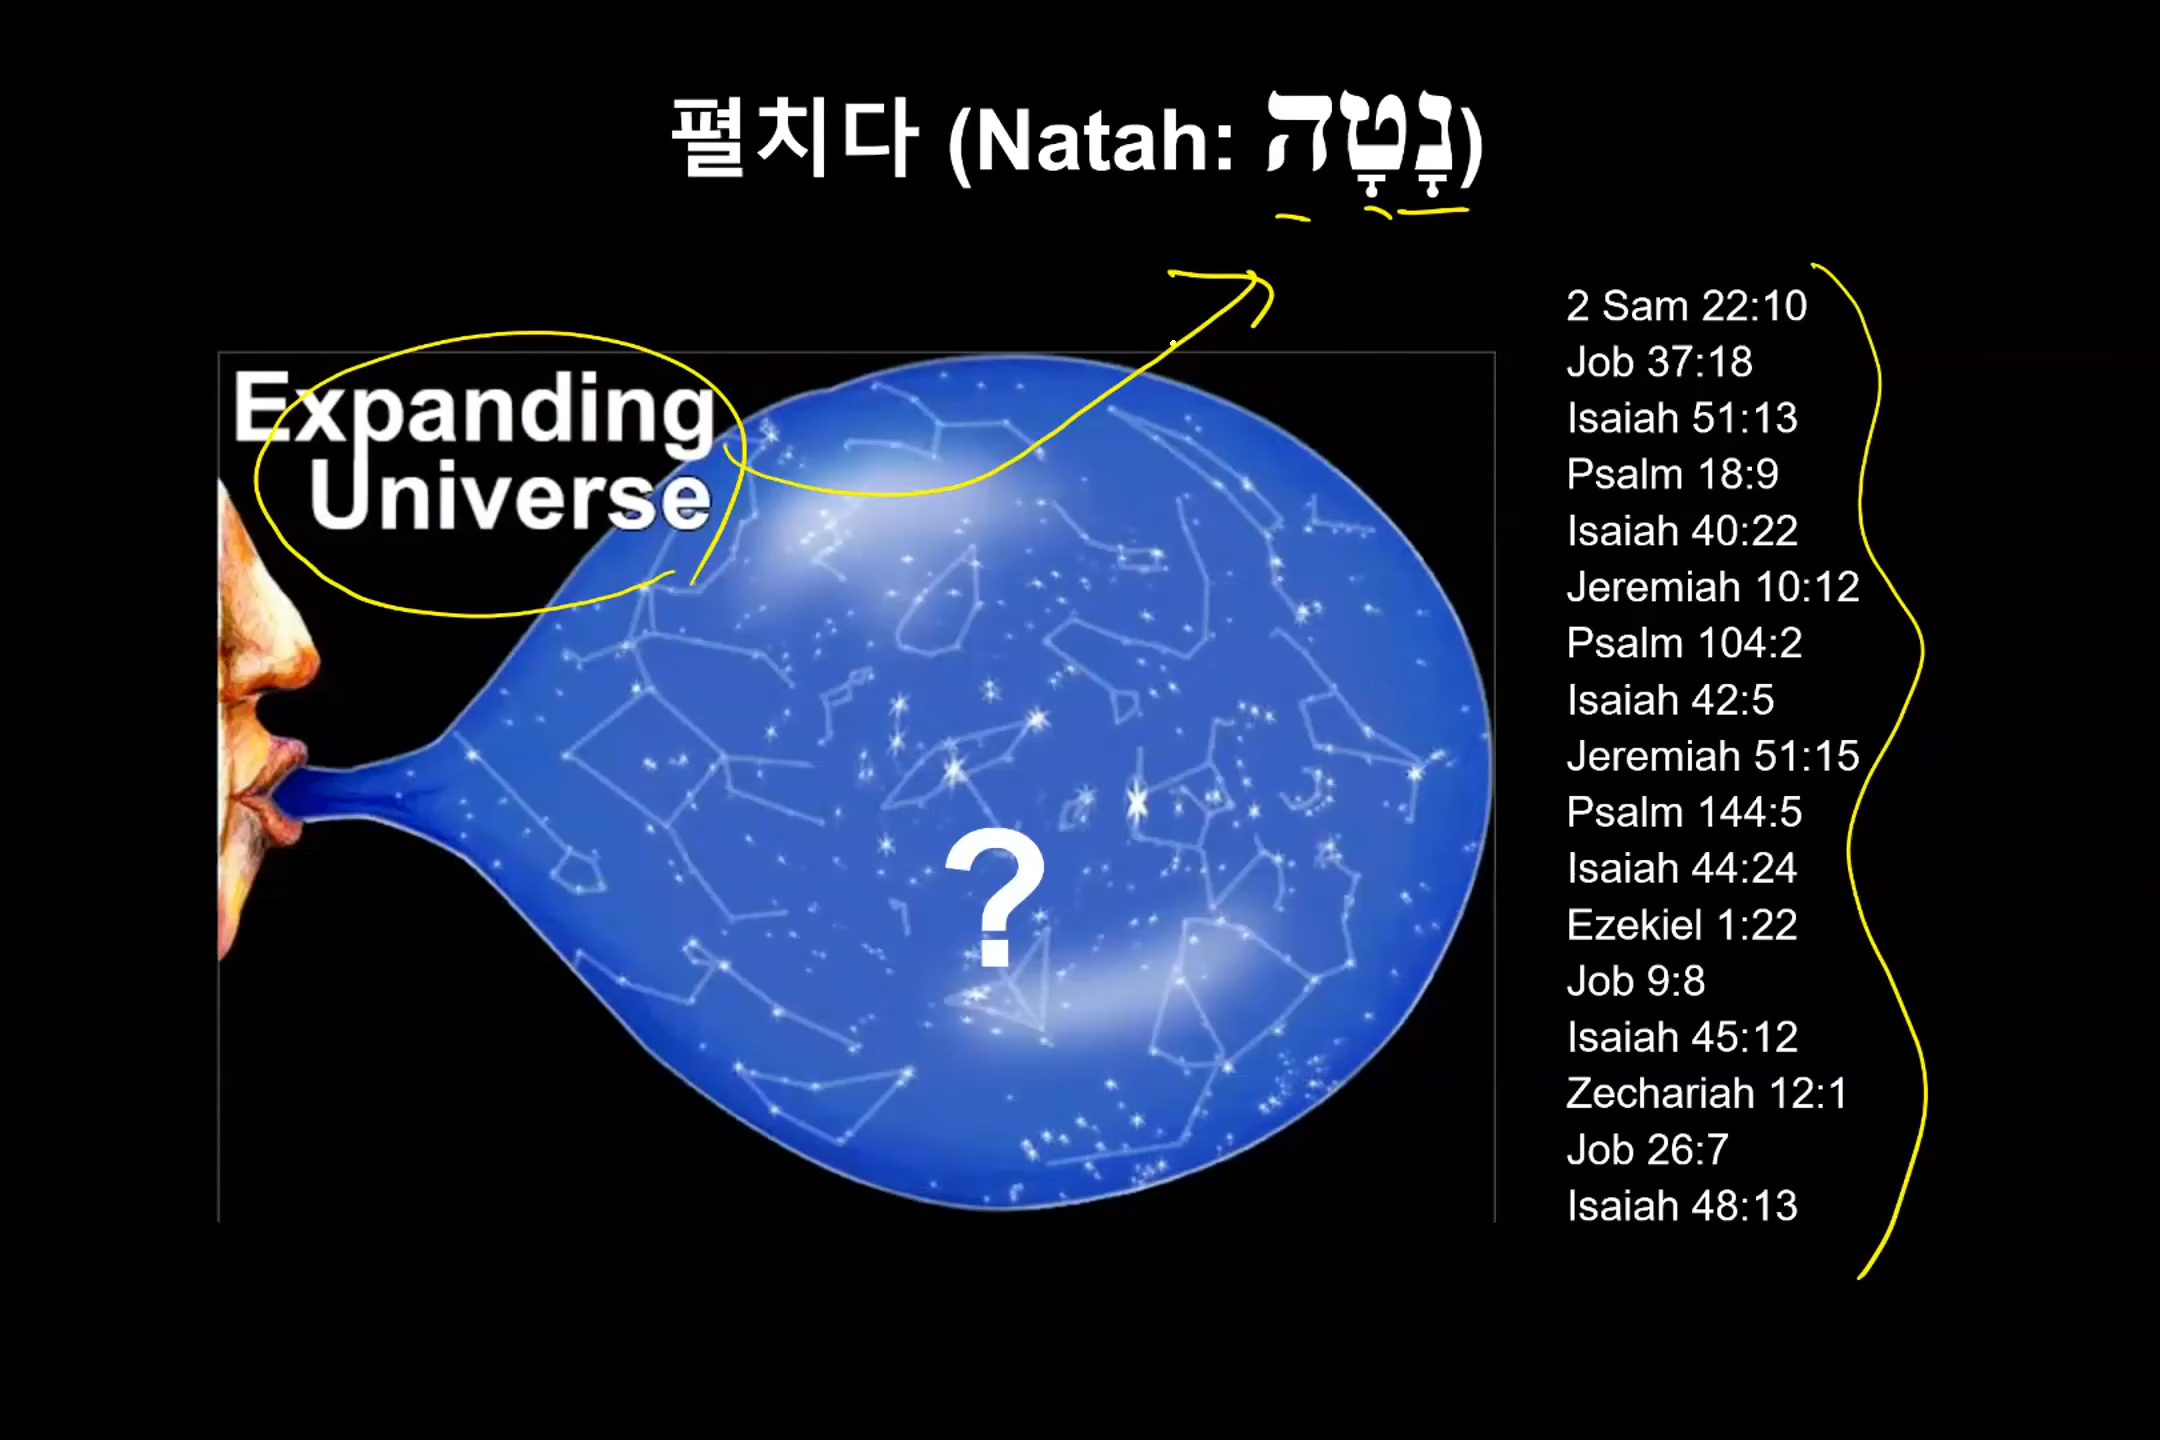 펼치다 (Natah: נָטָה)
Expanding
Universe
?
2 Sam 22:10
Job 37:18
Isaiah 51:13
Psalm 18:9
Isaiah 40:22
Jeremiah 10:12
Psalm 104:2
Isaiah 42:5
Jeremiah 51:15
Psalm 144:5
Isaiah 44:24
Ezekiel 1:22
Job 9:8
Isaiah 45:12
Zechariah 12:1
Job 26:7
Isaiah 48:13